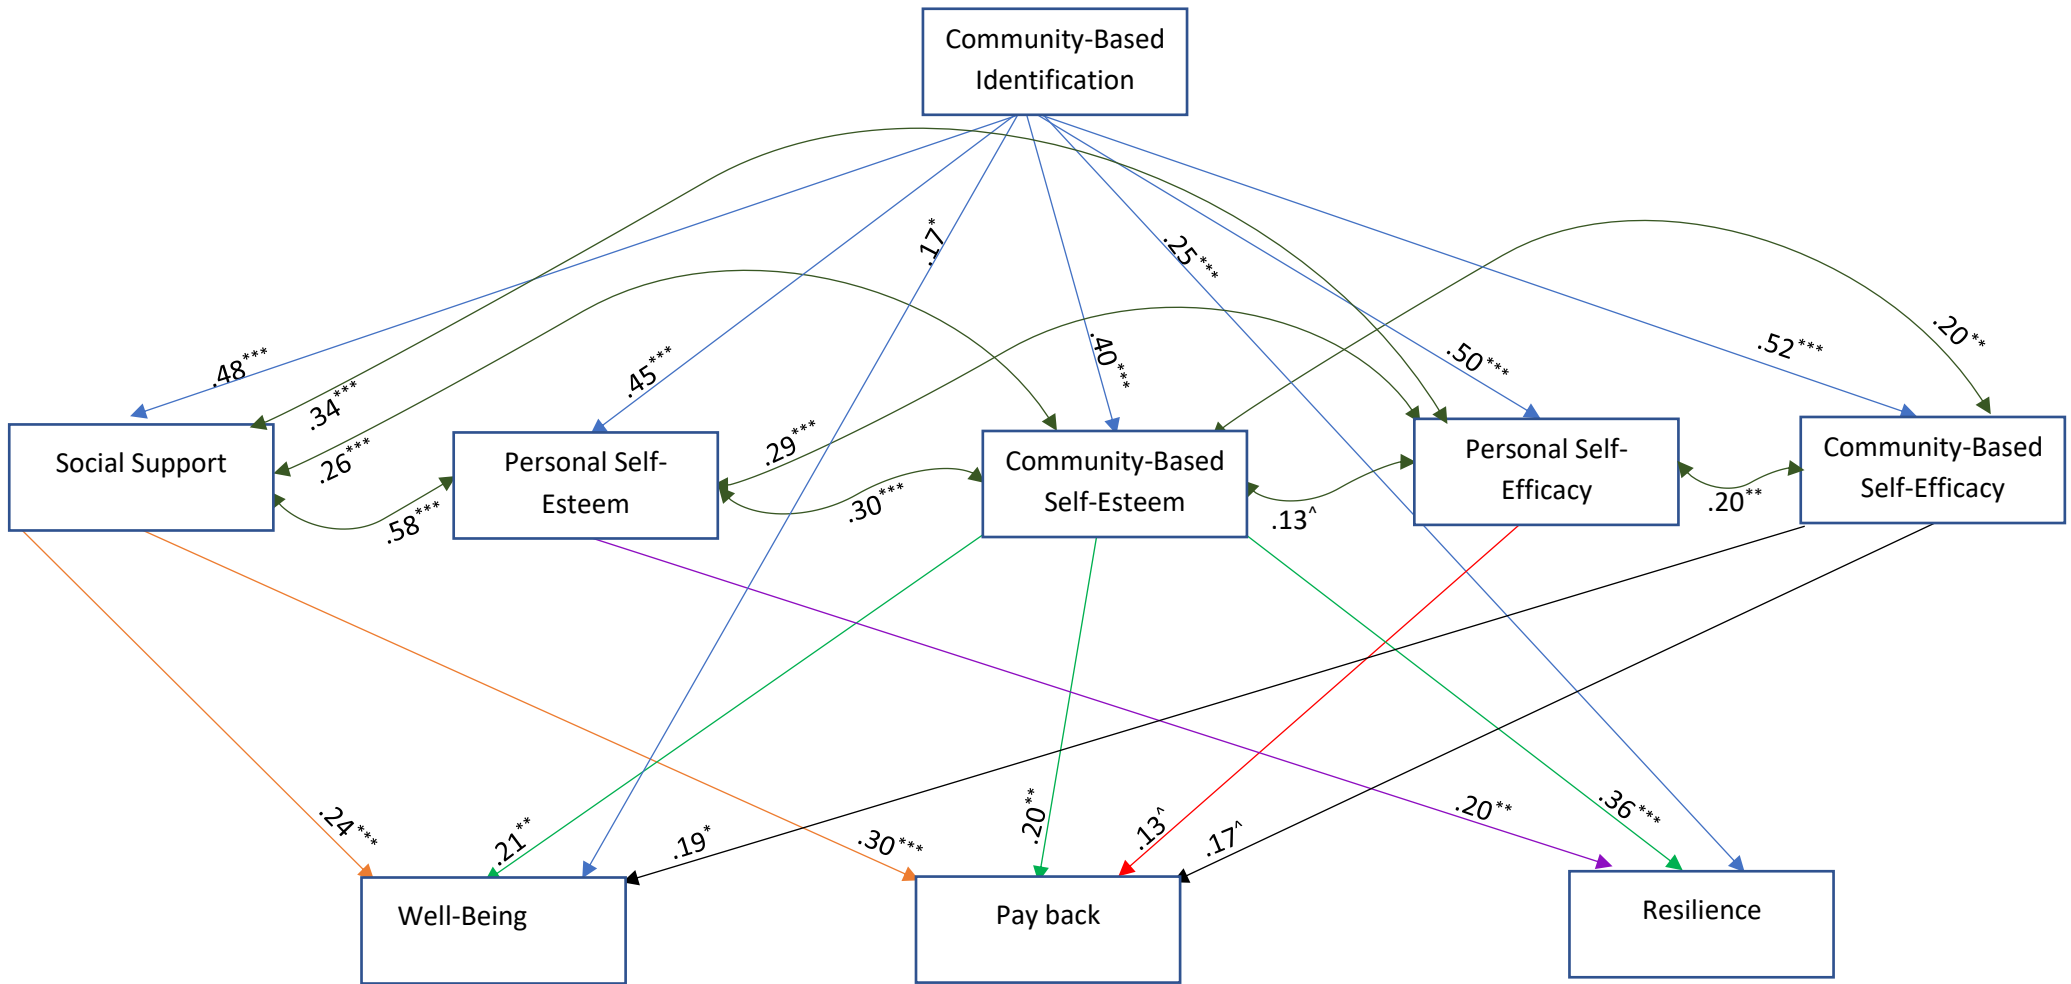 Community-Based
Identification
.17*
.25***
.20**
.48***
.34***
.45***
.40***
.50***
.52***
.26***
.29***
Social Support
Personal Self-
Esteem
Community-Based
Self-Esteem
Personal Self-
Efficacy
Community-Based
Self-Efficacy
.58***
.30***
.13^
.20**
.24***
.21**
.19*
.30***
.20**
.13^
.17^
.20**
.36***
Well-Being
Pay back
Resilience